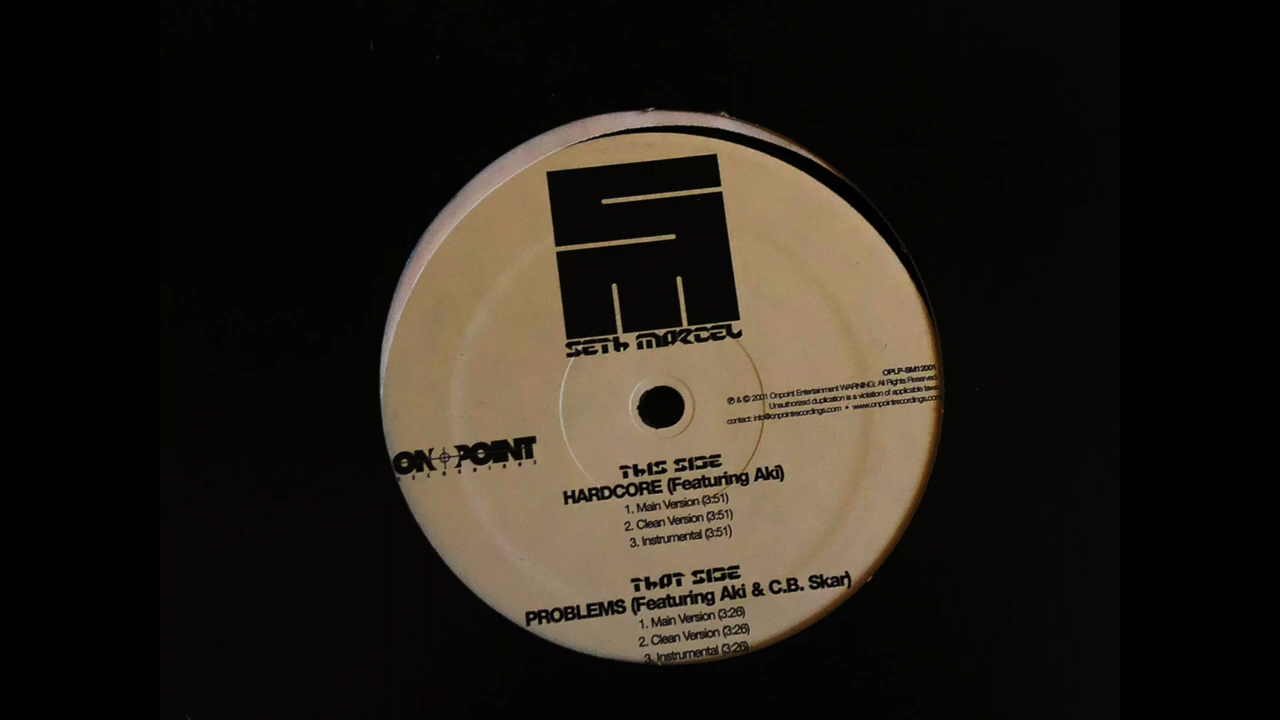 SM
SETH MARCEL
OPLP-SM12001
℗ & © 2001 Onpoint Entertainment WARNING: All Rights Reserved.
Unauthorized duplication is a violation of applicable laws.
contact: info@onpointrecordings.com • www.onpointrecordings.com
ON POINT
RECORDINGS
THIS SIDE
HARDCORE (Featuring Aki)
1. Main Version (3:51)
2. Clean Version (3:51)
3. Instrumental (3:51)
THAT SIDE
PROBLEMS (Featuring Aki & C.B. Skar)
1. Main Version (3:26)
2. Clean Version (3:26)
3. Instrumental (3:26)